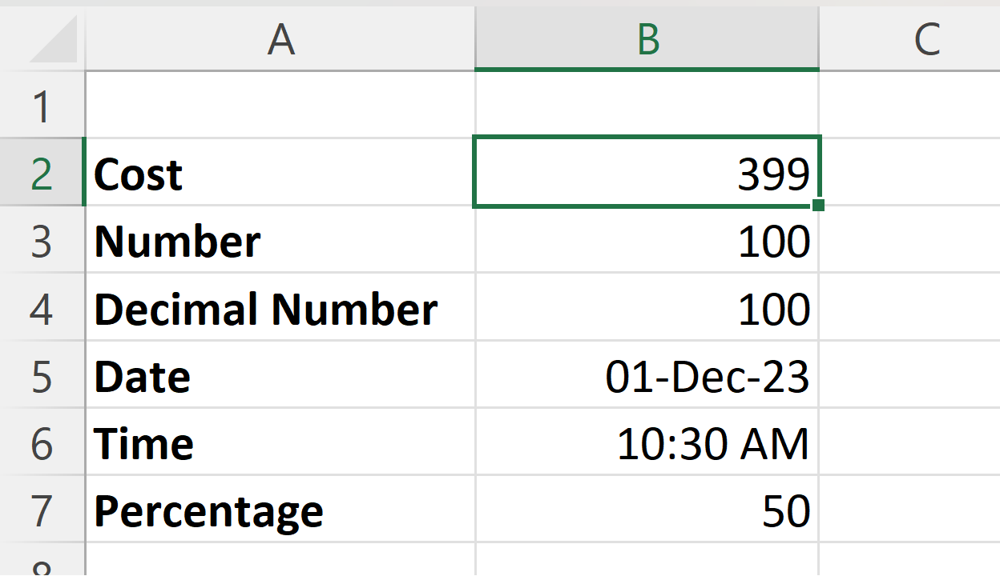 A B C
1
2 Cost 399
3 Number 100
4 Decimal Number 100
5 Date 01-Dec-23
6 Time 10:30 AM
7 Percentage 50
8